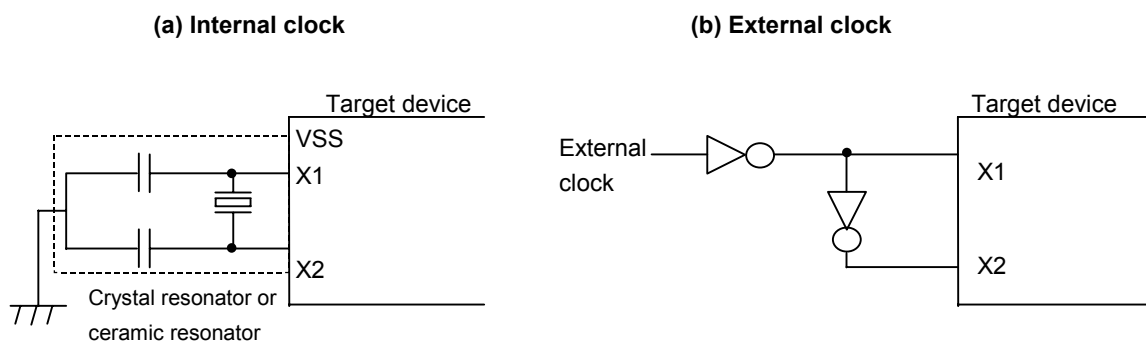 (a) Internal clock
Target device
VSS
X1
X2
Crystal resonator or
ceramic resonator
(b) External clock
Target device
External
clock
X1
X2